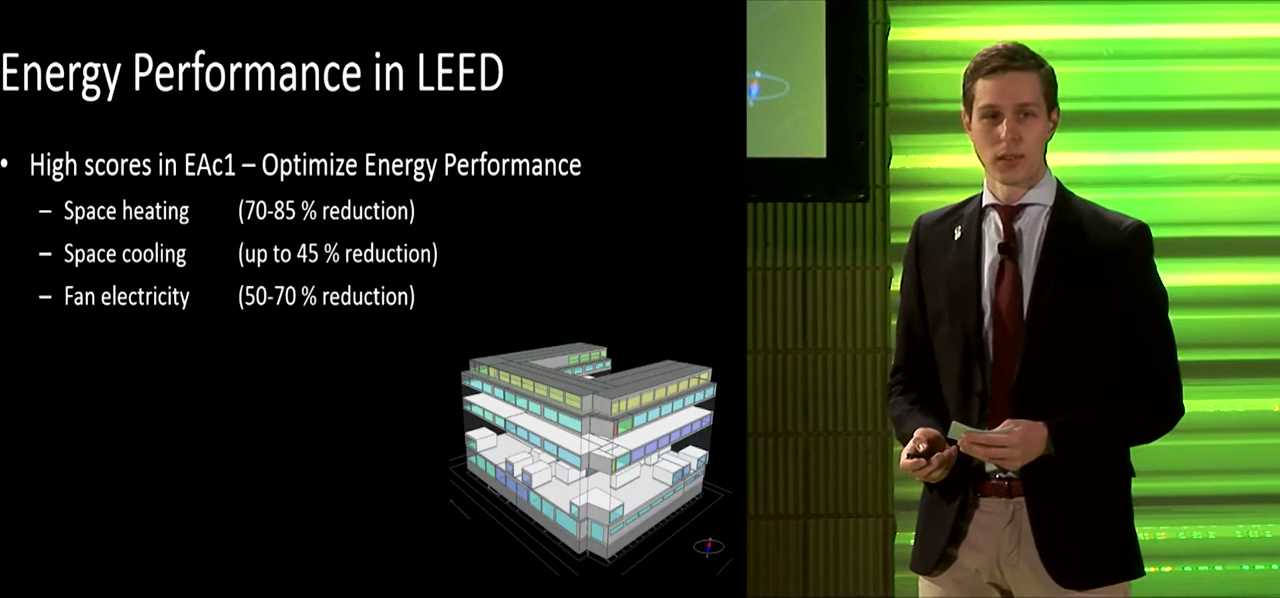 Energy Performance in LEED
• High scores in EAc1 – Optimize Energy Performance
– Space heating (70-85 % reduction)
– Space cooling (up to 45 % reduction)
– Fan electricity (50-70 % reduction)